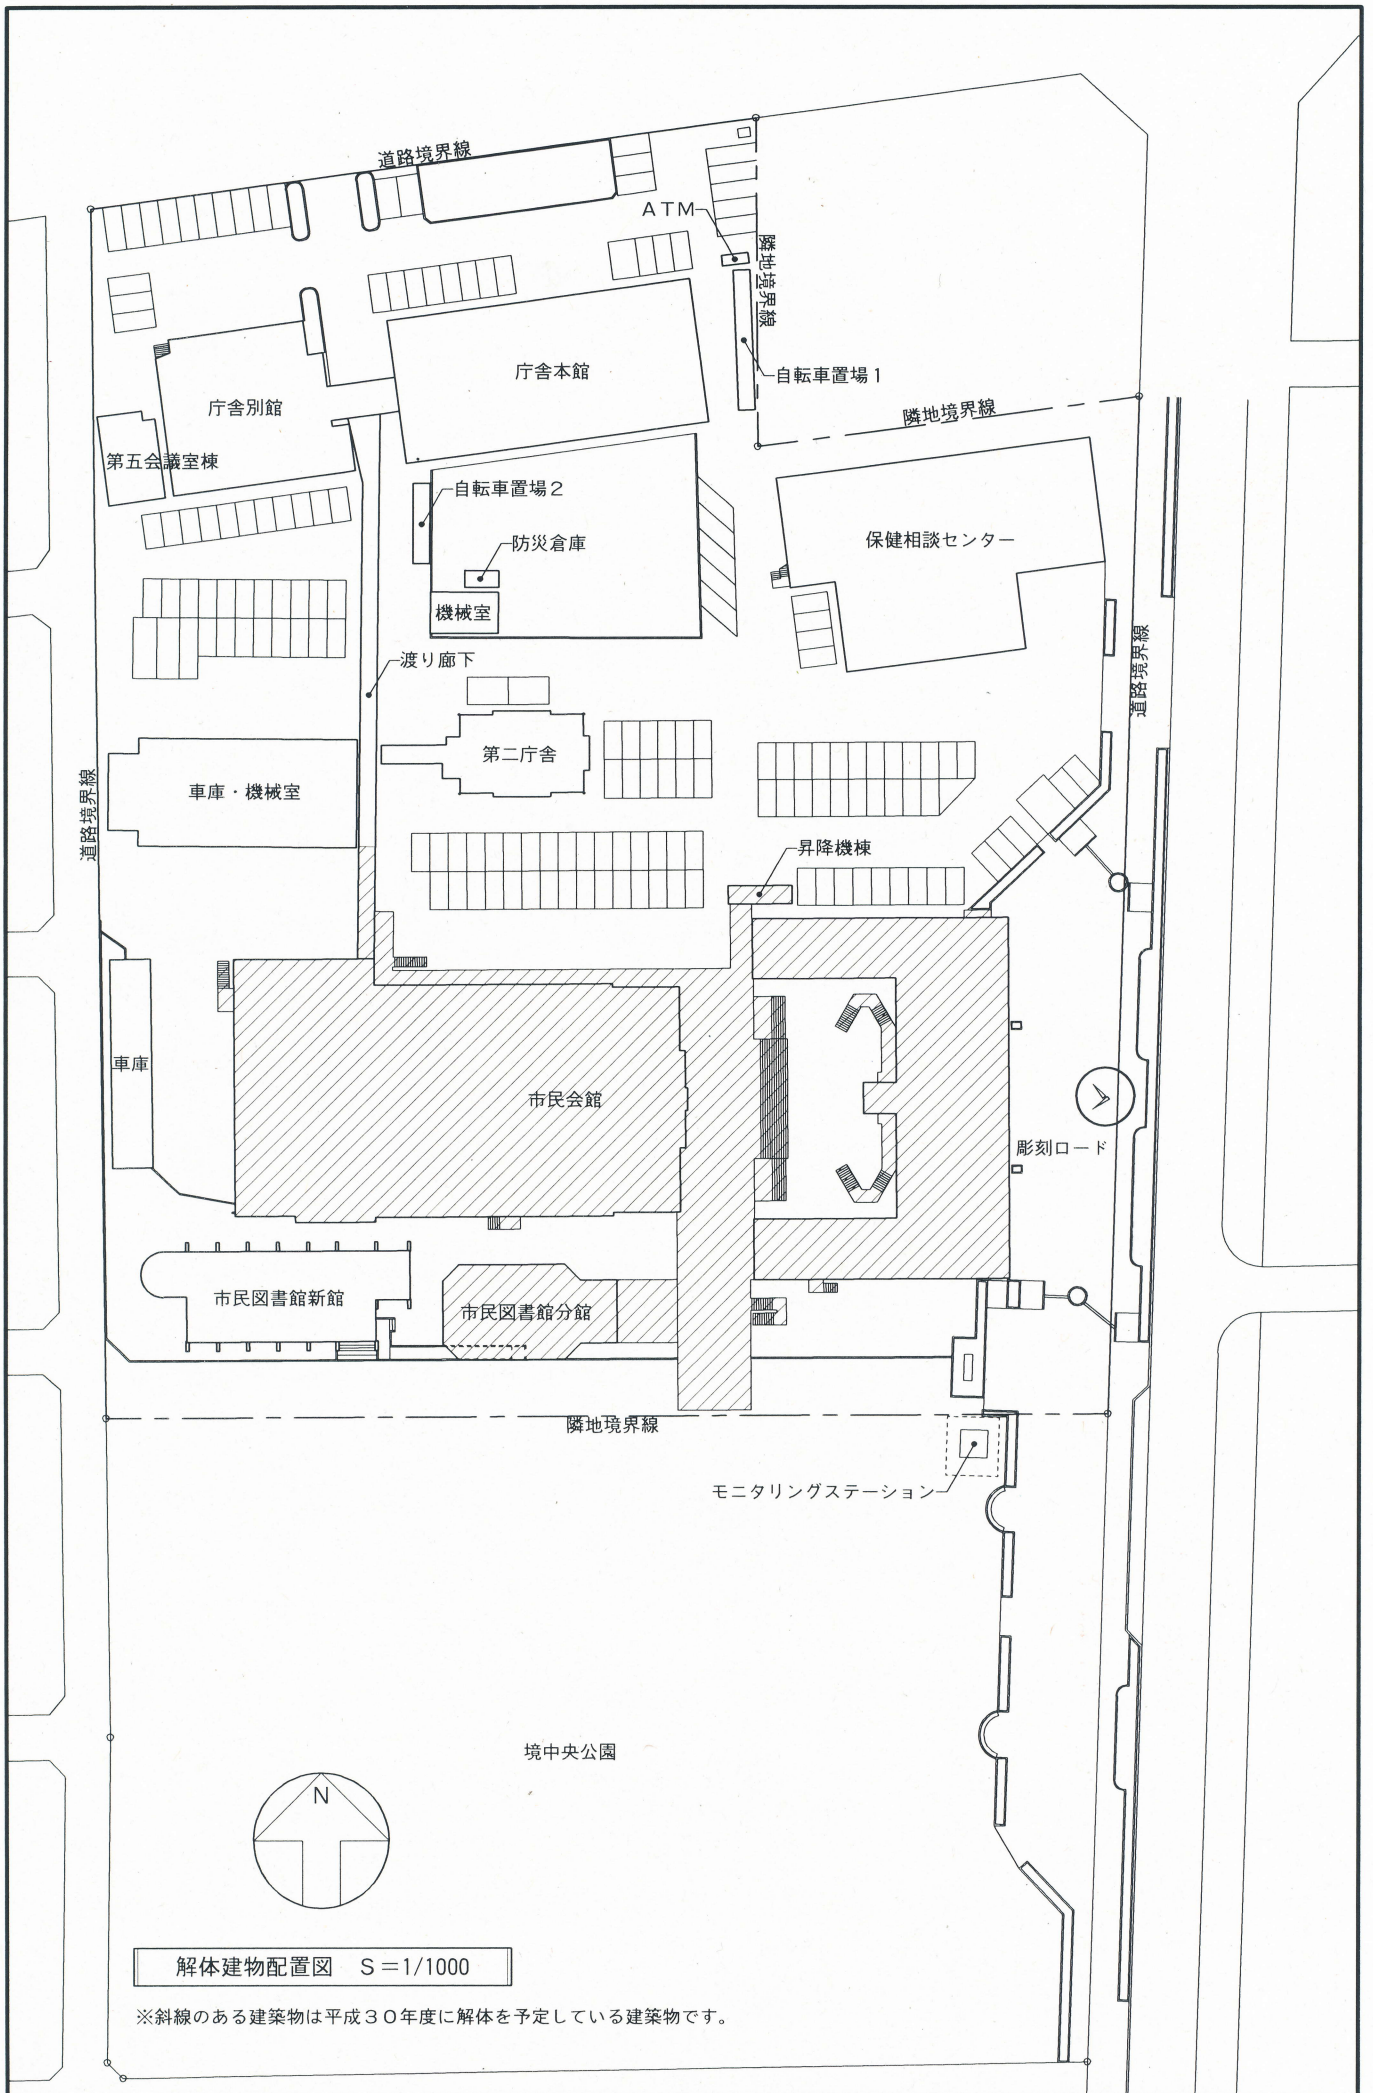 道路境界線
ATM
隣地境界線
自転車置場1
庁舎本館
庁舎別館
隣地境界線
第五会議室棟
自転車置場2
防災倉庫
保健相談センター
機械室
渡り廊下
道路境界線
第二庁舎
車庫・機械室
道路境界線
昇降機棟
車庫
市民会館
彫刻ロード
市民図書館新館
市民図書館分館
隣地境界線
モニタリングステーション
境中央公園
N
解体建物配置図 S=1/1000
※斜線のある建築物は平成30年度に解体を予定している建築物です。